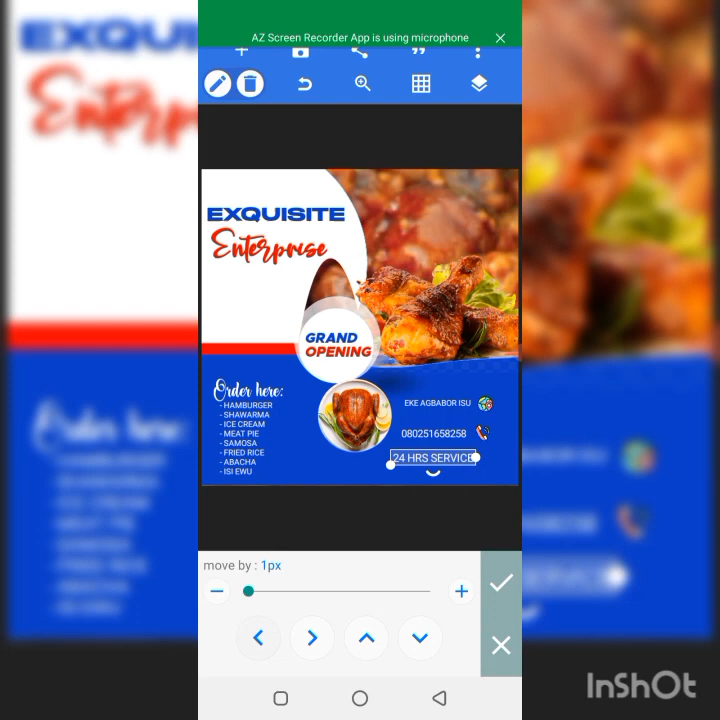 AZ Screen Recorder App is using microphone
EXQUISITE
Enterprise
GRAND
OPENING
Order here:
- HAMBURGER
- SHAWARMA
- ICE CREAM
- MEAT PIE
- SAMOSA
- FRIED RICE
- ABACHA
- ISI EWU
EKE AGBABOR ISU
080251658258
24 HRS SERVICE
move by : 1px
InShOt